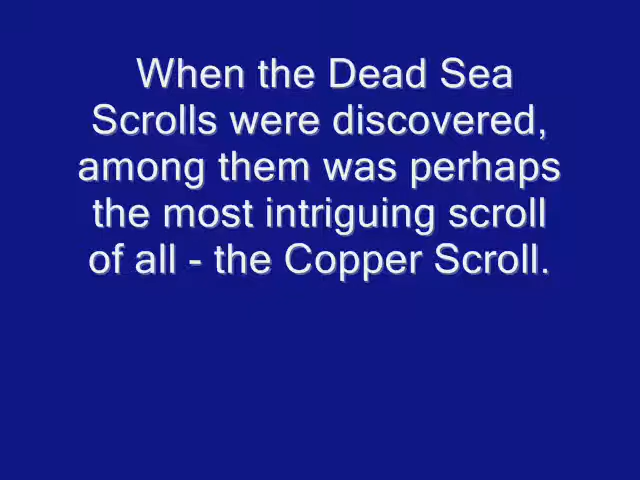 When the Dead Sea
Scrolls were discovered,
among them was perhaps
the most intriguing scroll
of all - the Copper Scroll.